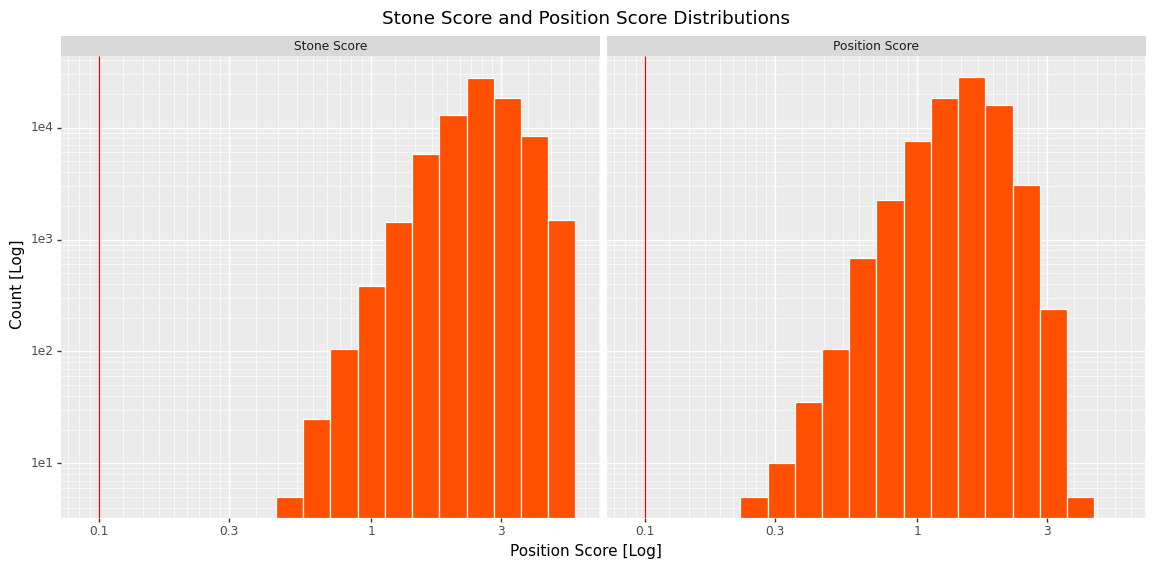 Stone Score and Position Score Distributions
Stone Score
Position Score
Count [Log]
1e4
1e3
1e2
1e1
0.1
0.3
1
3
0.1
0.3
1
3
Position Score [Log]